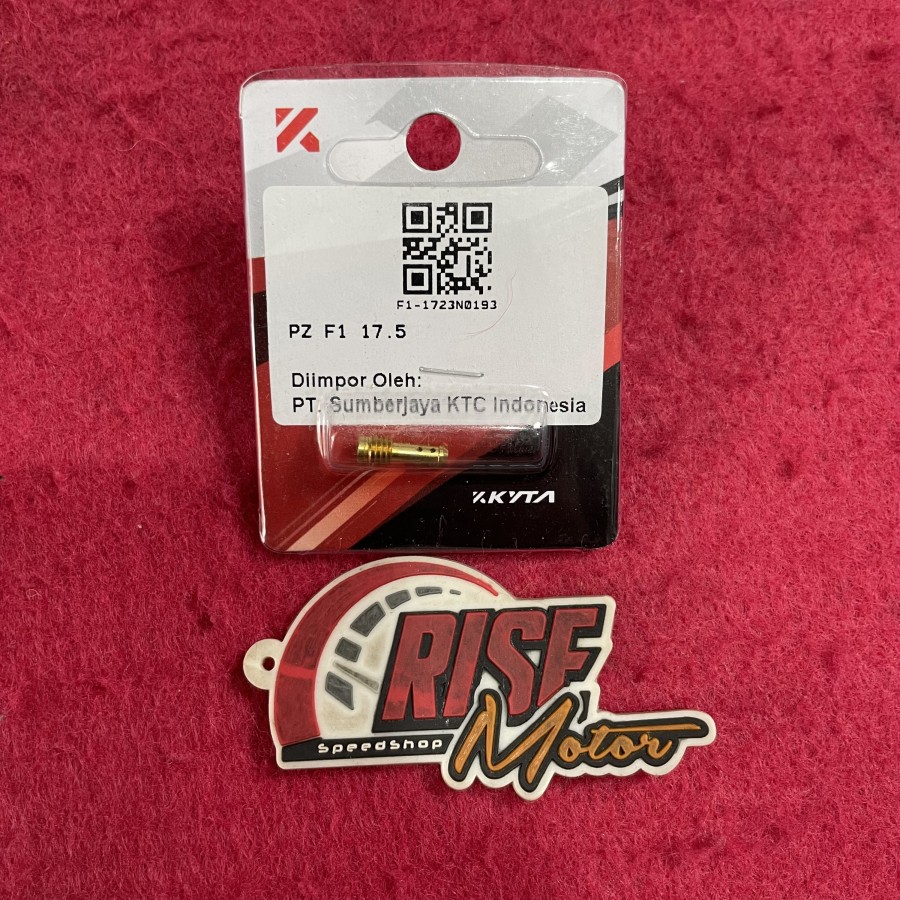 F1-1723N0193
PZ F1 17.5
Diimpor Oleh:
PT. Sumberjaya KTC Indonesia
KYTA
RISE
SpeedShop
Motor